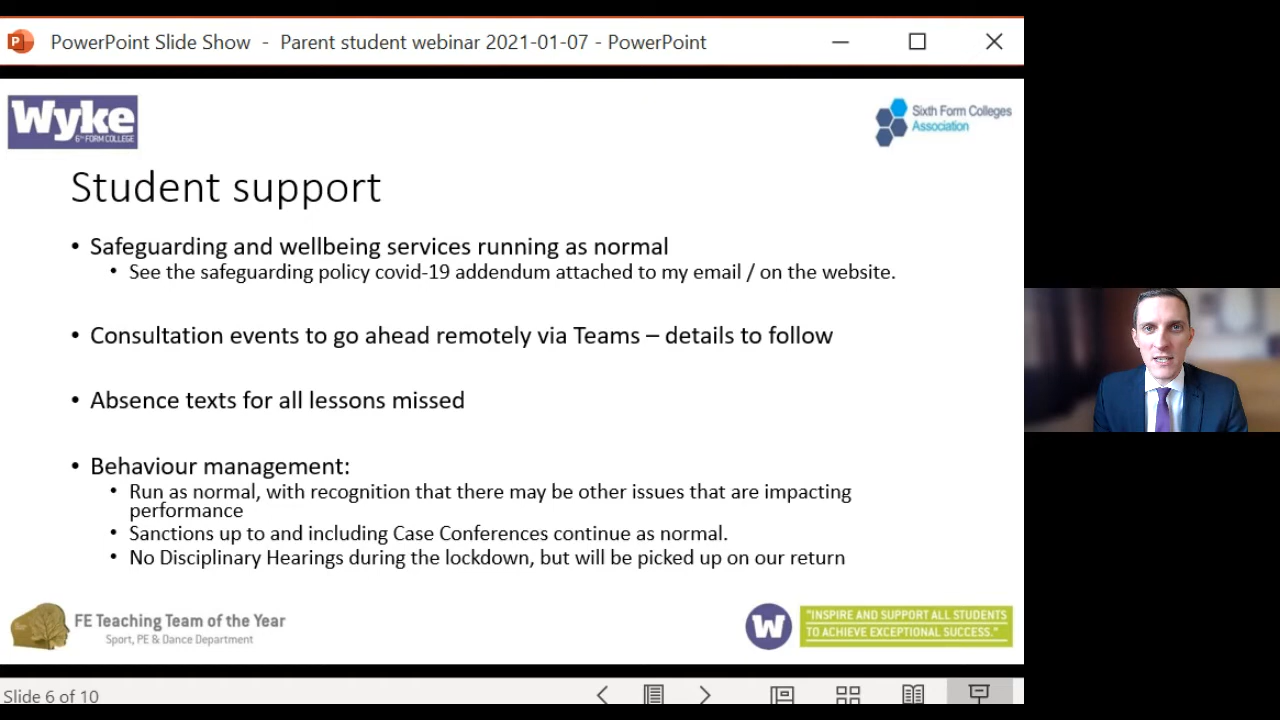 PowerPoint Slide Show - Parent student webinar 2021-01-07 - PowerPoint
Wyke
6TH FORM COLLEGE
Sixth Form Colleges
Association
Student support
• Safeguarding and wellbeing services running as normal
• See the safeguarding policy covid-19 addendum attached to my email / on the website.
• Consultation events to go ahead remotely via Teams – details to follow
• Absence texts for all lessons missed
• Behaviour management:
• Run as normal, with recognition that there may be other issues that are impacting
performance
• Sanctions up to and including Case Conferences continue as normal.
• No Disciplinary Hearings during the lockdown, but will be picked up on our return
FE Teaching Team of the Year
Sport, PE & Dance Department
W
"INSPIRE AND SUPPORT ALL STUDENTS
TO ACHIEVE EXCEPTIONAL SUCCESS."
Slide 6 of 10